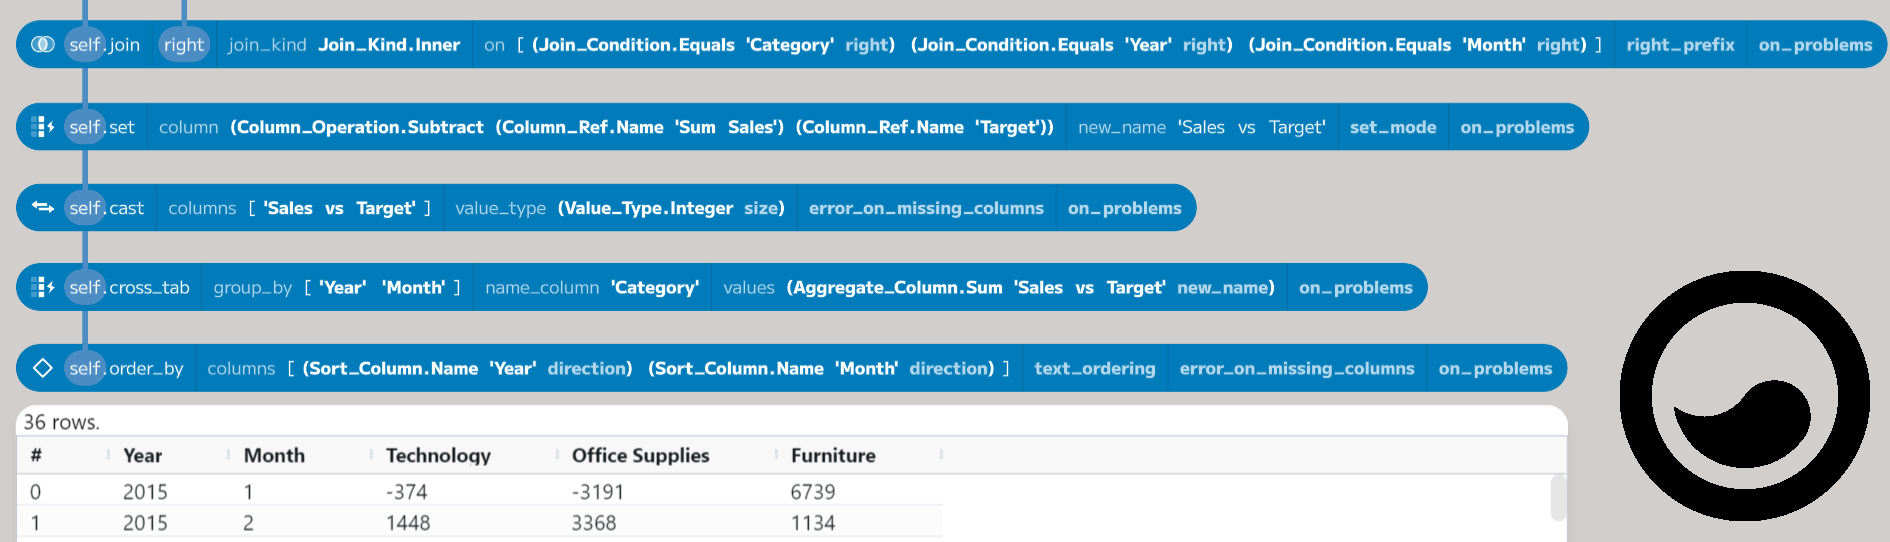 self.join right join_kind Join_Kind.Inner on [ (Join_Condition.Equals 'Category' right) (Join_Condition.Equals 'Year' right) (Join_Condition.Equals 'Month' right) ] right_prefix on_problems
self.set column (Column_Operation.Subtract (Column_Ref.Name 'Sum Sales') (Column_Ref.Name 'Target')) new_name 'Sales vs Target' set_mode on_problems
self.cast columns [ 'Sales vs Target' ] value_type (Value_Type.Integer size) error_on_missing_columns on_problems
self.cross_tab group_by [ 'Year' 'Month' ] name_column 'Category' values (Aggregate_Column.Sum 'Sales vs Target' new_name) on_problems
self.order_by columns [ (Sort_Column.Name 'Year' direction) (Sort_Column.Name 'Month' direction) ] text_ordering error_on_missing_columns on_problems
36 rows.
# Year Month Technology Office Supplies Furniture
0 2015 1 -374 -3191 6739
1 2015 2 1448 3368 1134